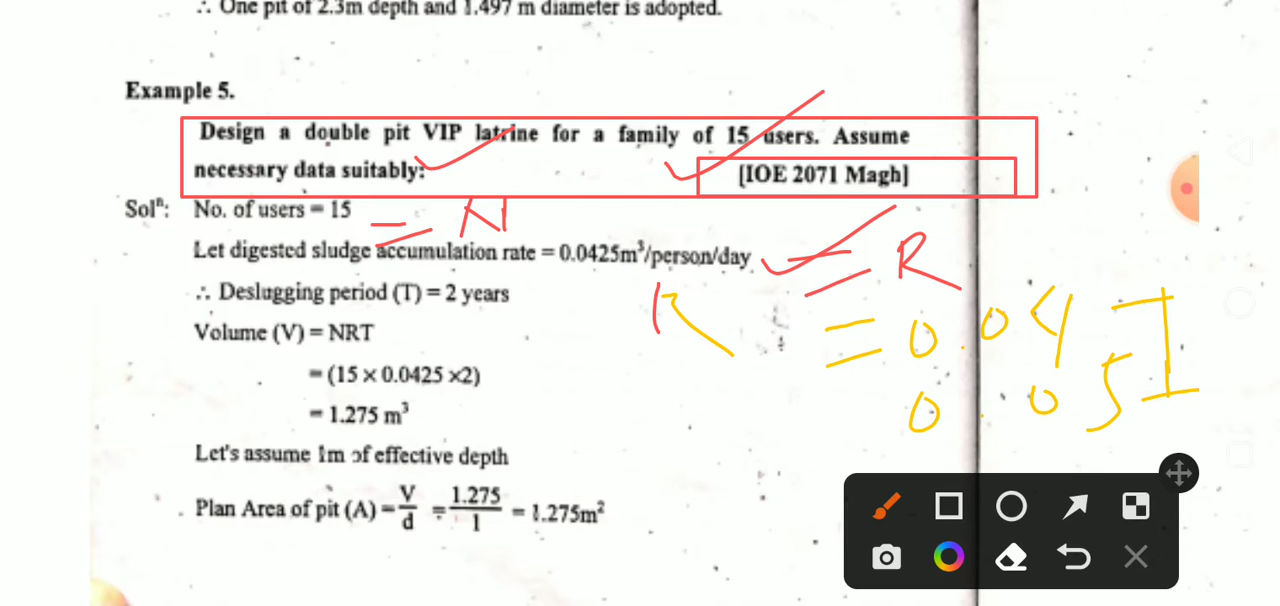 ∴ One pit of 2.3m depth and 1.497 m diameter is adopted.
Example 5.
Design a double pit VIP latrine for a family of 15 users. Assume
necessary data suitably:
[IOE 2071 Magh]
Solⁿ: No. of users = 15
= N
Let digested sludge accumulation rate = 0.0425m³/person/day
= R
∴ Deslugging period (T) = 2 years
R = 0.04
0.05
Volume (V) = NRT
= (15 × 0.0425 ×2)
= 1.275 m³
Let's assume 1m of effective depth
Plan Area of pit (A) = V/d = 1.275/1 = 1.275m²